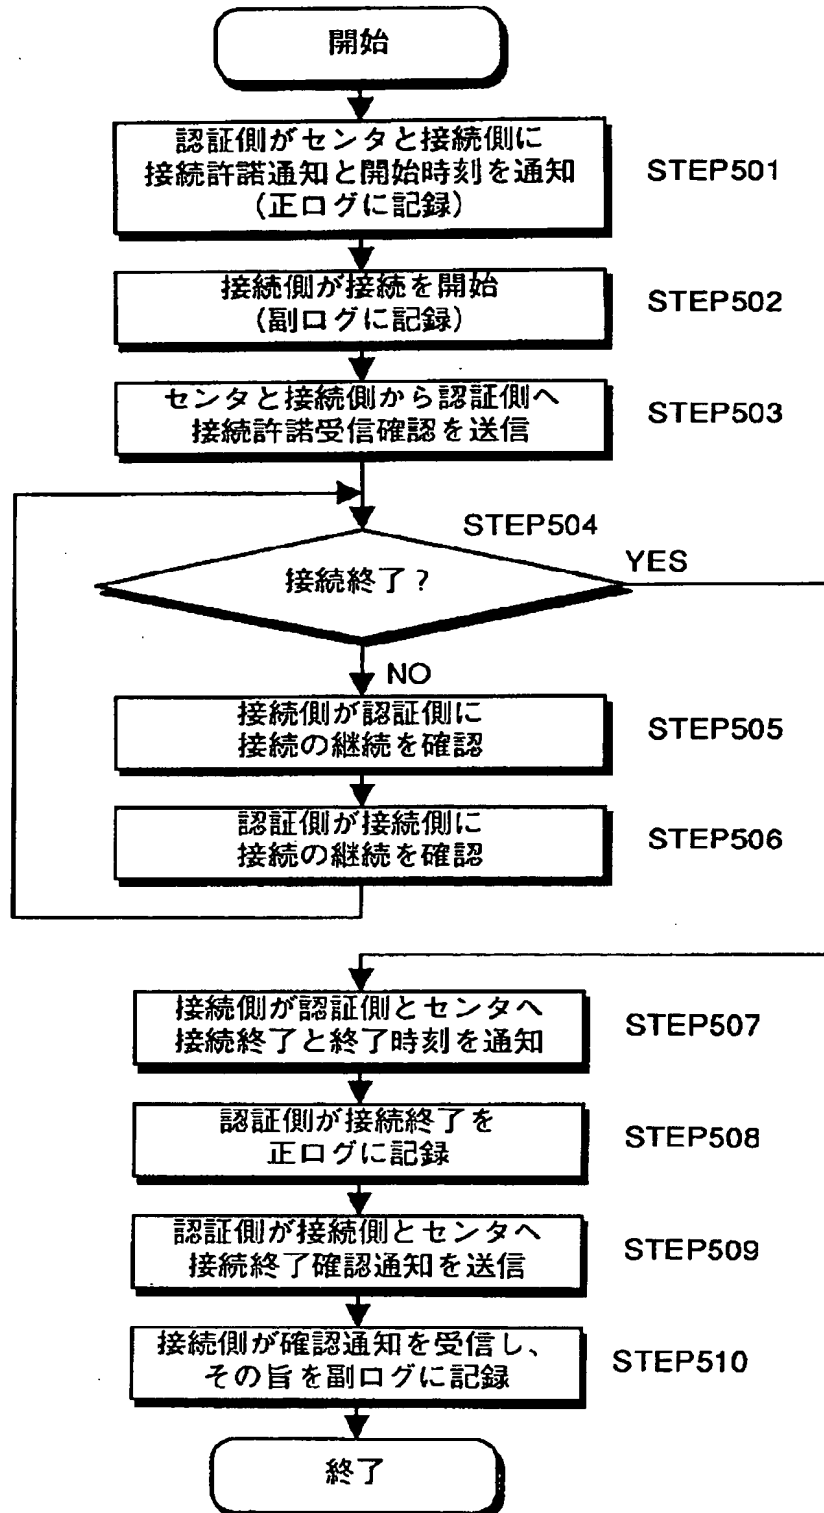 開始
認証側がセンタと接続側に
接続許諾通知と開始時刻を通知
(正ログに記録)
STEP501
接続側が接続を開始
(副ログに記録)
STEP502
センタと接続側から認証側へ
接続許諾受信確認を送信
STEP503
STEP504
接続終了?
YES
NO
接続側が認証側に
接続の継続を確認
STEP505
認証側が接続側に
接続の継続を確認
STEP506
接続側が認証側とセンタへ
接続終了と終了時刻を通知
STEP507
認証側が接続終了を
正ログに記録
STEP508
認証側が接続側とセンタへ
接続終了確認通知を送信
STEP509
接続側が確認通知を受信し、
その旨を副ログに記録
STEP510
終了